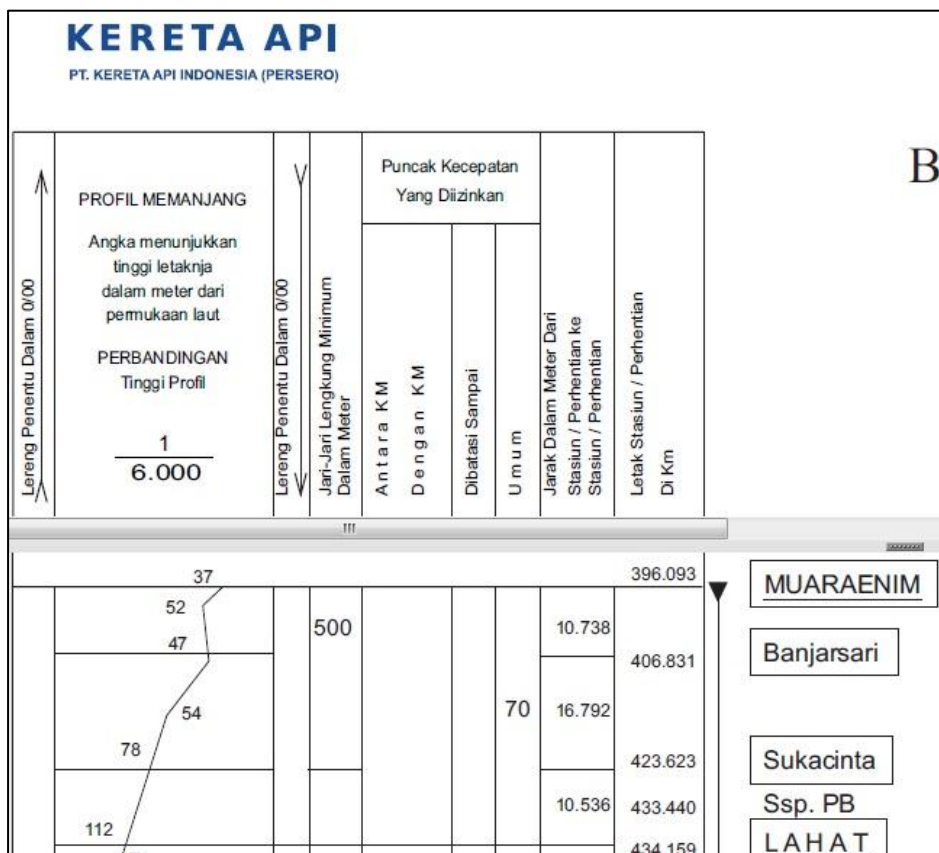 KERETA API
PT. KERETA API INDONESIA (PERSERO)
B
Lereng Penentu Dalam 0/00
PROFIL MEMANJANG
Angka menunjukkan
tinggi letaknja
dalam meter dari
permukaan laut
PERBANDINGAN
Tinggi Profil
1
6.000
Lereng Penentu Dalam 0/00
Jari-Jari Lengkung Minimum
Dalam Meter
Puncak Kecepatan
Yang Diizinkan
Antara KM
Dengan KM
Dibatasi Sampai
Umum
Jarak Dalam Meter Dari
Stasiun / Perhentian ke
Stasiun / Perhentian
Letak Stasiun / Perhentian
Di Km
37
396.093
MUARAENIM
52
500
10.738
47
406.831
Banjarsari
54
70
16.792
78
423.623
Sukacinta
10.536
433.440
Ssp. PB
112
434.159
LAHAT